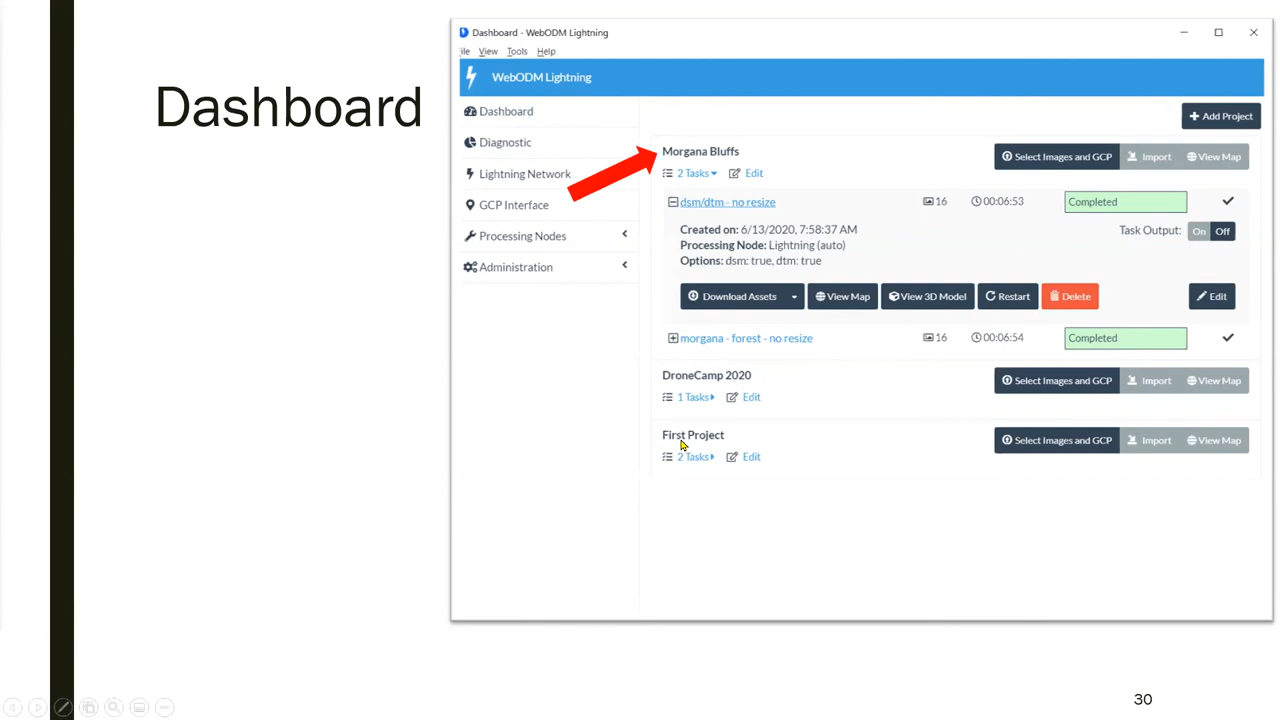 Dashboard
Dashboard - WebODM Lightning
ile View Tools Help
WebODM Lightning
Dashboard
Diagnostic
Lightning Network
GCP Interface
Processing Nodes
Administration
Add Project
Morgana Bluffs
Select Images and GCP Import View Map
2 Tasks Edit
dsm/dtm - no resize 16 00:06:53 Completed
Created on: 6/13/2020, 7:58:37 AM Task Output: On Off
Processing Node: Lightning (auto)
Options: dsm: true, dtm: true
Download Assets View Map View 3D Model Restart Delete Edit
morgana - forest - no resize 16 00:06:54 Completed
DroneCamp 2020 Select Images and GCP Import View Map
1 Tasks Edit
First Project Select Images and GCP Import View Map
2 Tasks Edit
30